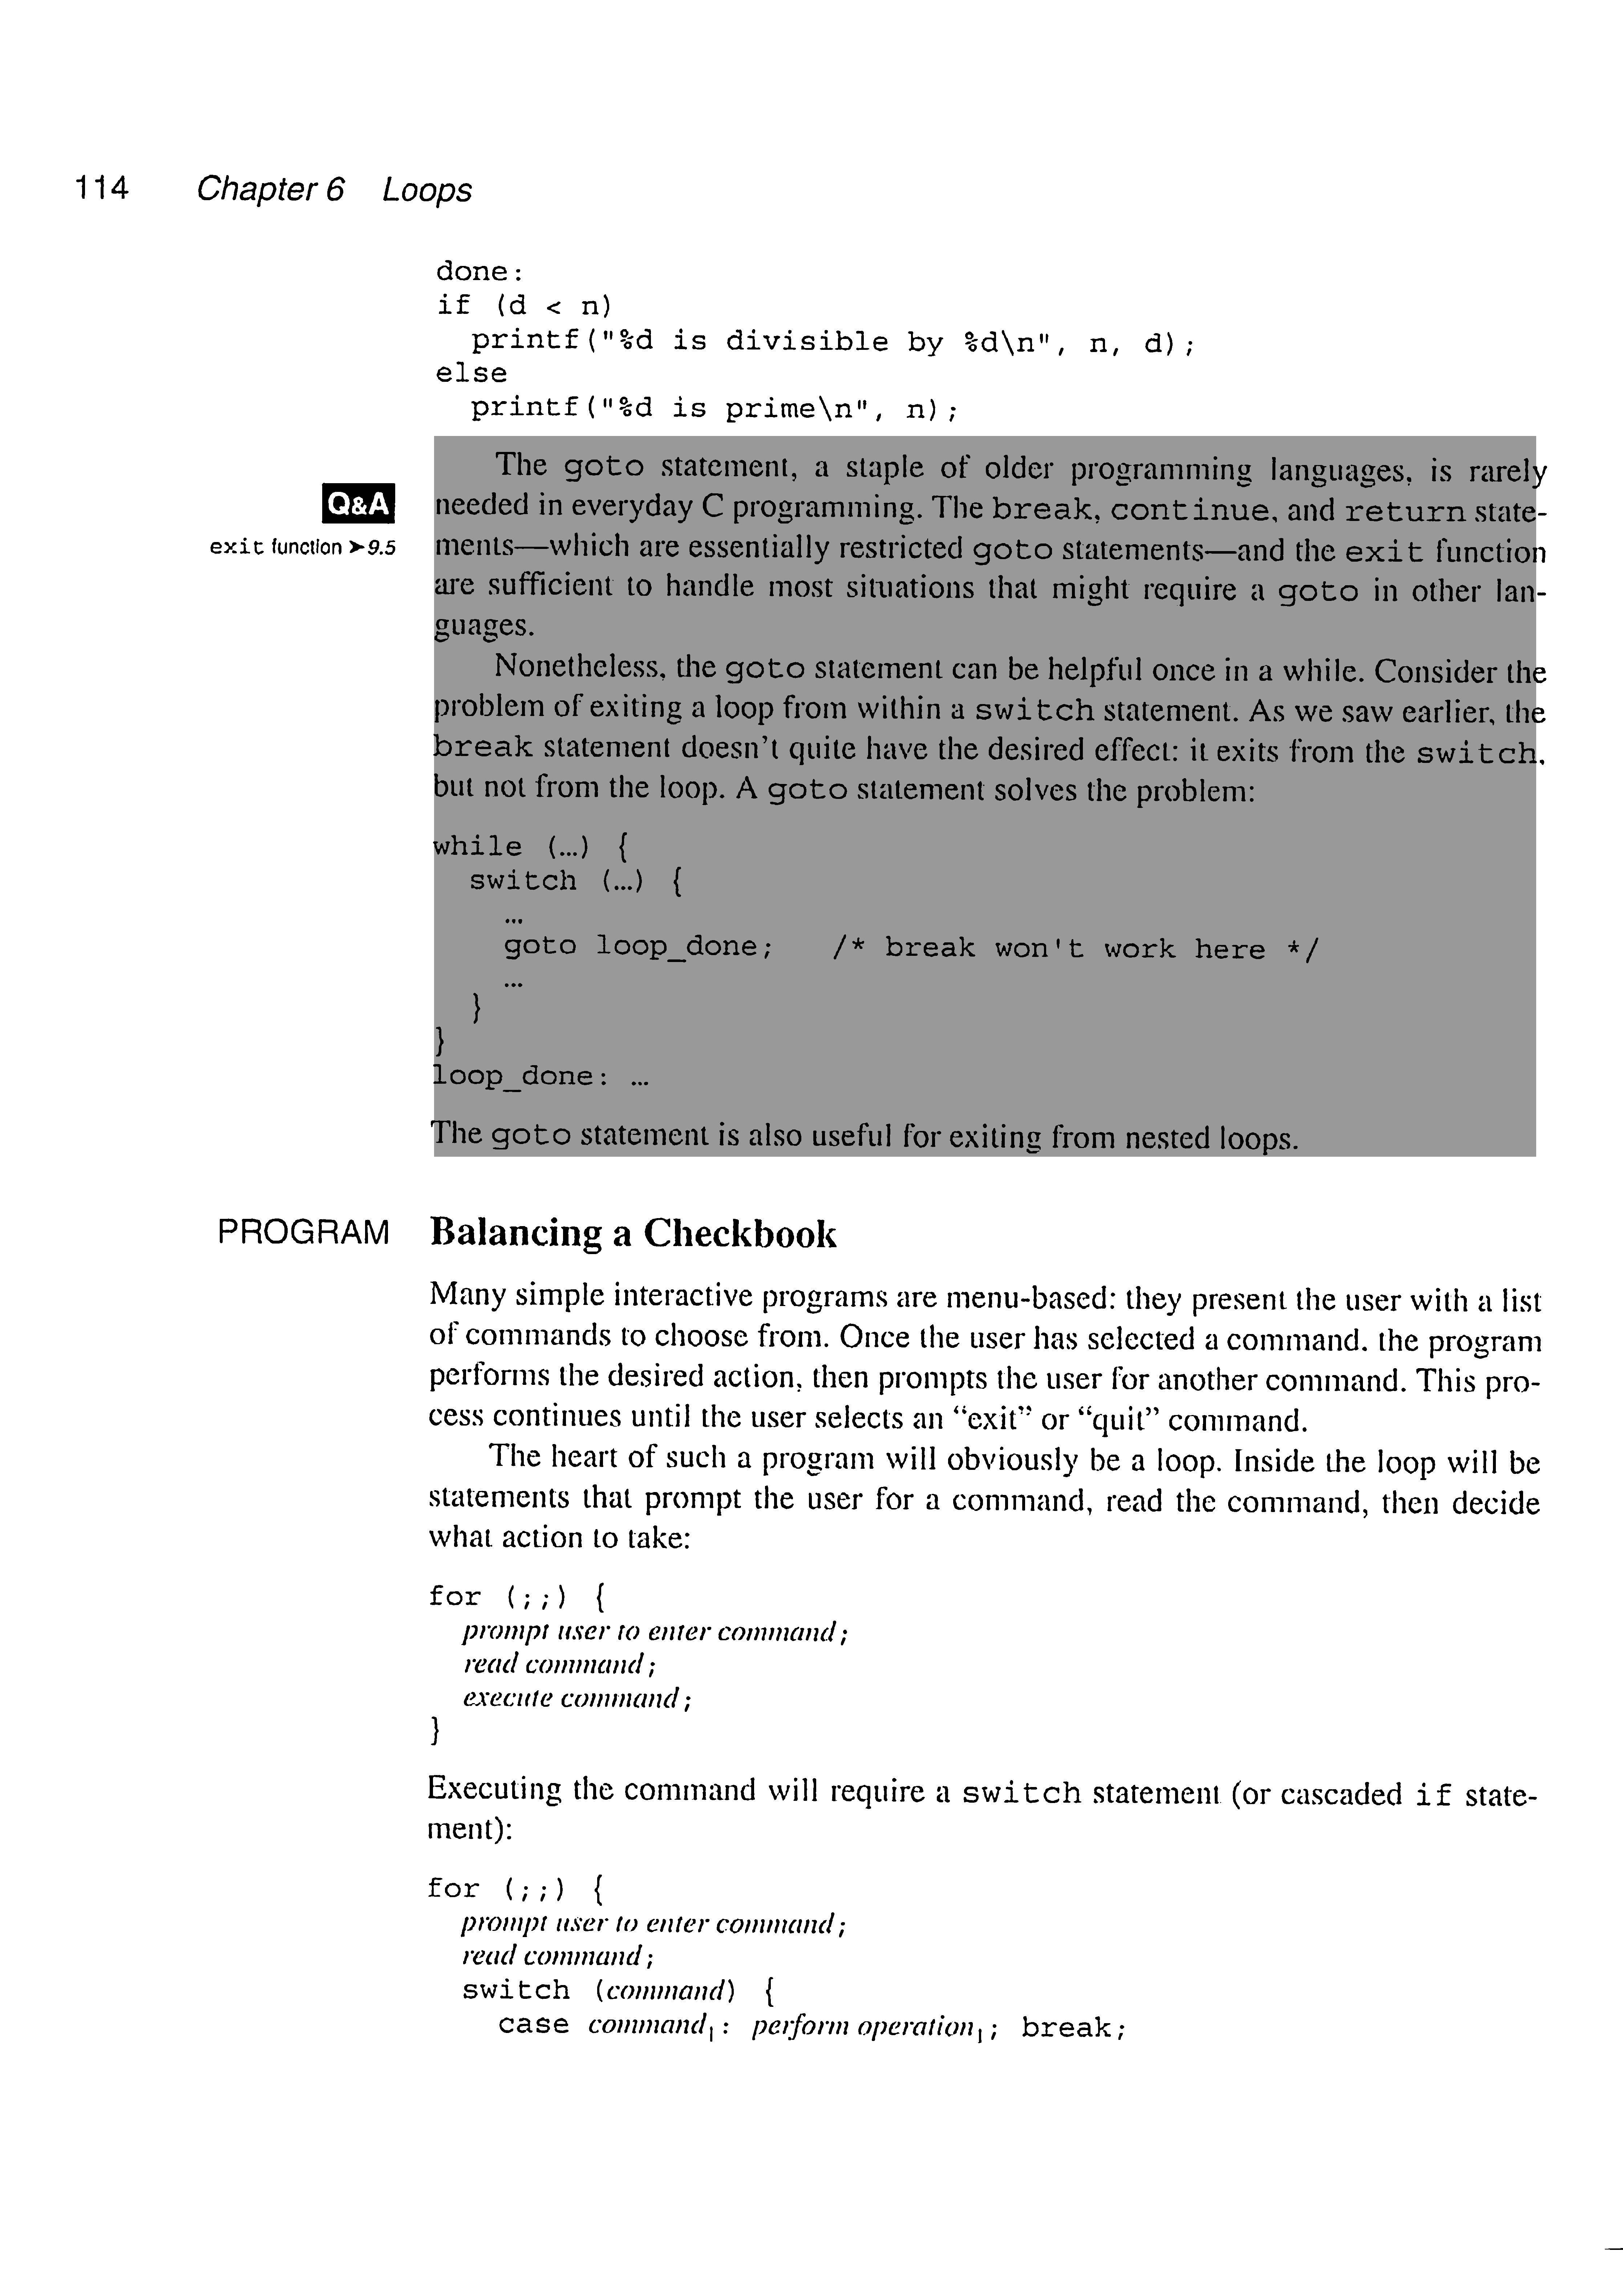 114 Chapter 6 Loops
done:
if (d < n)
  printf("%d is divisible by %d\n", n, d);
else
  printf("%d is prime\n", n);
The goto statement, a staple of older programming languages, is rarely
Q&A
needed in everyday C programming. The break, continue, and return state-
exit function ➤9.5
ments—which are essentially restricted goto statements—and the exit function
are sufficient to handle most situations that might require a goto in other lan-
guages.
Nonetheless, the goto statement can be helpful once in a while. Consider the
problem of exiting a loop from within a switch statement. As we saw earlier, the
break statement doesn't quite have the desired effect: it exits from the switch,
but not from the loop. A goto statement solves the problem:
while (…) {
  switch (…) {
    …
    goto loop_done;   /* break won't work here */
    …
  }
}
loop_done: …
The goto statement is also useful for exiting from nested loops.
PROGRAM Balancing a Checkbook
Many simple interactive programs are menu-based: they present the user with a list
of commands to choose from. Once the user has selected a command, the program
performs the desired action, then prompts the user for another command. This pro-
cess continues until the user selects an “exit” or “quit” command.
The heart of such a program will obviously be a loop. Inside the loop will be
statements that prompt the user for a command, read the command, then decide
what action to take:
for (;;) {
  prompt user to enter command;
  read command;
  execute command;
}
Executing the command will require a switch statement (or cascaded if state-
ment):
for (;;) {
  prompt user to enter command;
  read command;
  switch (command) {
    case command₁: perform operation₁; break;